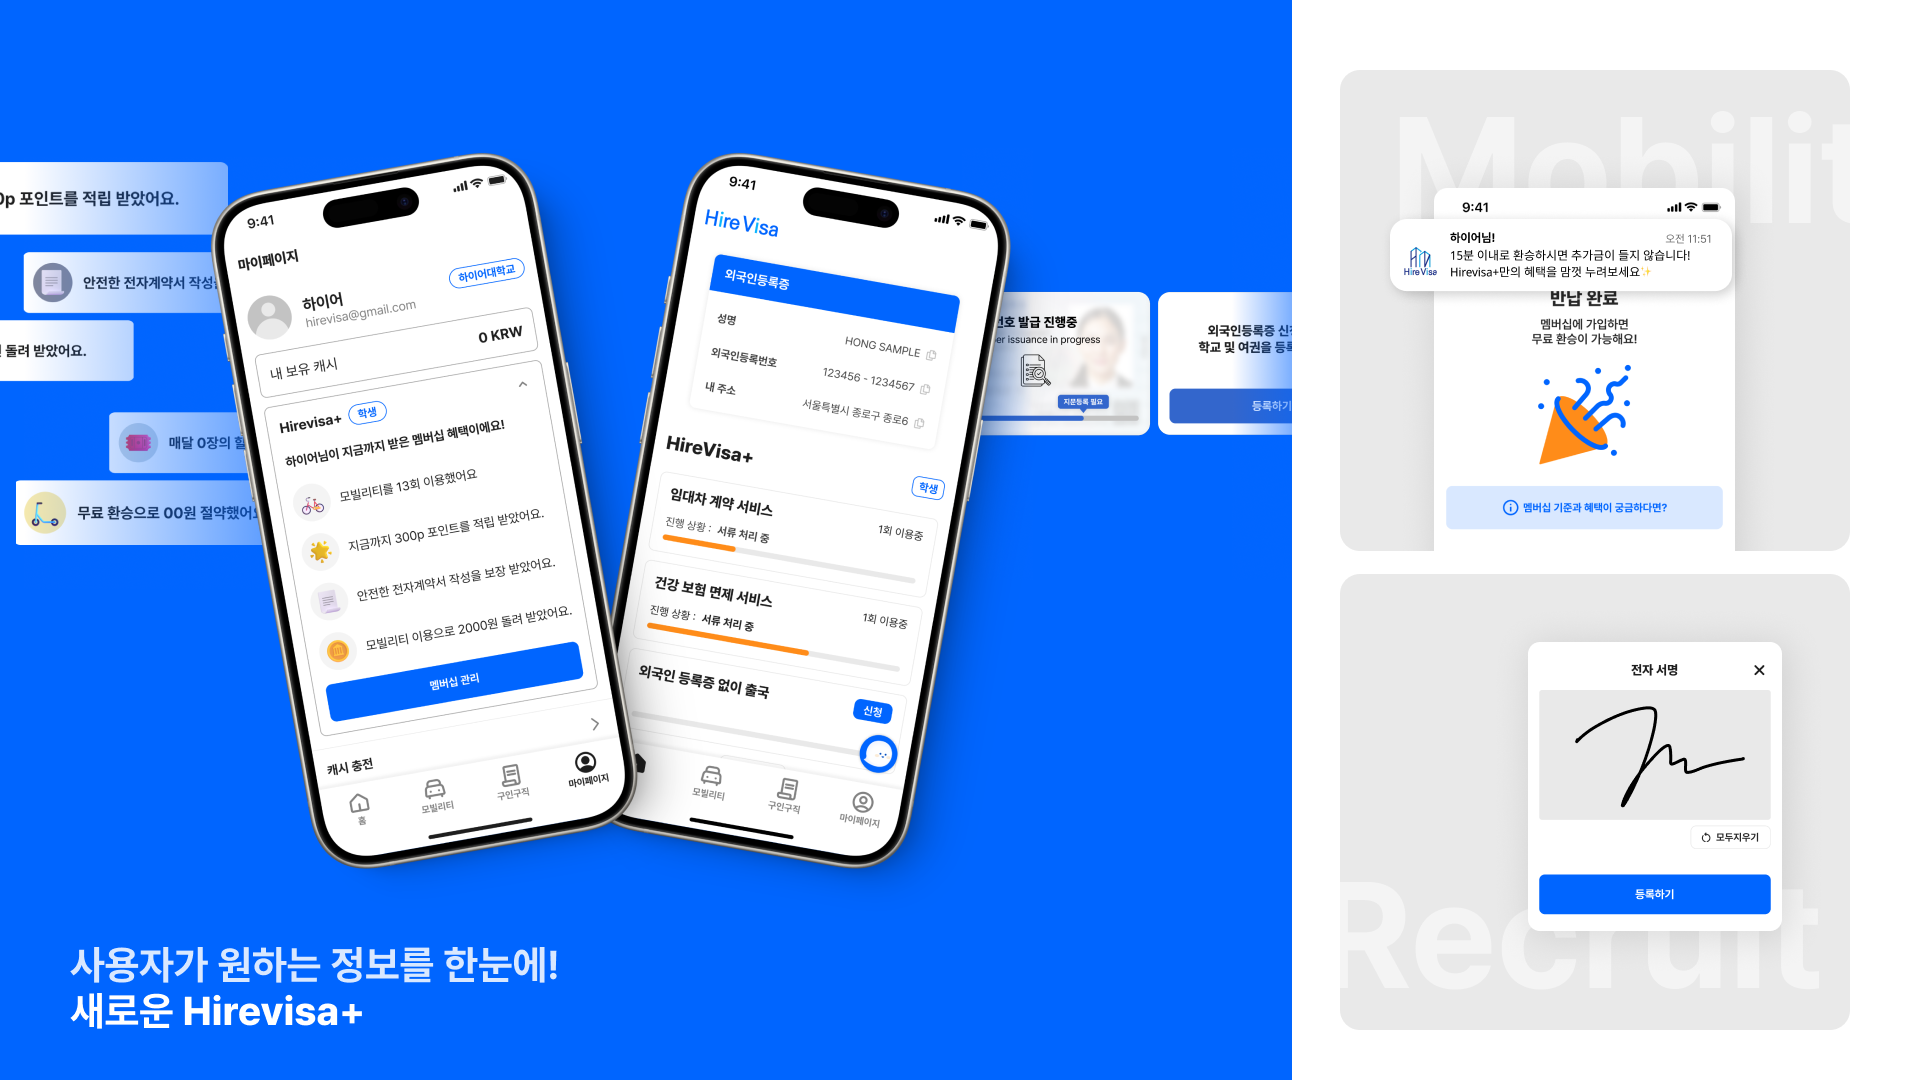 0p 포인트를 적립 받았어요.
안전한 전자계약서 작성
돌려 받았어요.
매달 0장의 할
무료 환승으로 00원 절약했어요
9:41
마이페이지
하이어대학교
하이어
hirevisa@gmail.com
내 보유 캐시
0 KRW
Hirevisa+
학생
하이어님이 지금까지 받은 멤버십 혜택이에요!
모빌리티를 13회 이용했어요
지금까지 300p 포인트를 적립 받았어요.
안전한 전자계약서 작성을 보장 받았어요.
모빌리티 이용으로 2000원 돌려 받았어요.
멤버십 관리
캐시 충전
홈
모빌리티
구인구직
마이페이지
9:41
Hire Visa
외국인등록증
성명
HONG SAMPLE
외국인등록번호
123456 - 1234567
내 주소
서울특별시 종로구 종로6
HireVisa+
학생
임대차 계약 서비스
1회 이용중
진행 상황 : 서류 처리 중
건강 보험 면제 서비스
1회 이용중
진행 상황 : 서류 처리 중
외국인 등록증 없이 출국
신청
모빌리티
구인구직
마이페이지
번호 발급 진행중
er issuance in progress
지문등록 필요
외국인등록증 신
학교 및 여권을 등록
등록하기
사용자가 원하는 정보를 한눈에!
새로운 Hirevisa+
Mobilit
9:41
Hire Visa
하이어님!
오전 11:51
15분 이내로 환승하시면 추가금이 들지 않습니다!
Hirevisa+만의 혜택을 맘껏 누려보세요✨
반납 완료
멤버십에 가입하면
무료 환승이 가능해요!
멤버십 기준과 혜택이 궁금하다면?
전자 서명
모두지우기
등록하기
Recruit